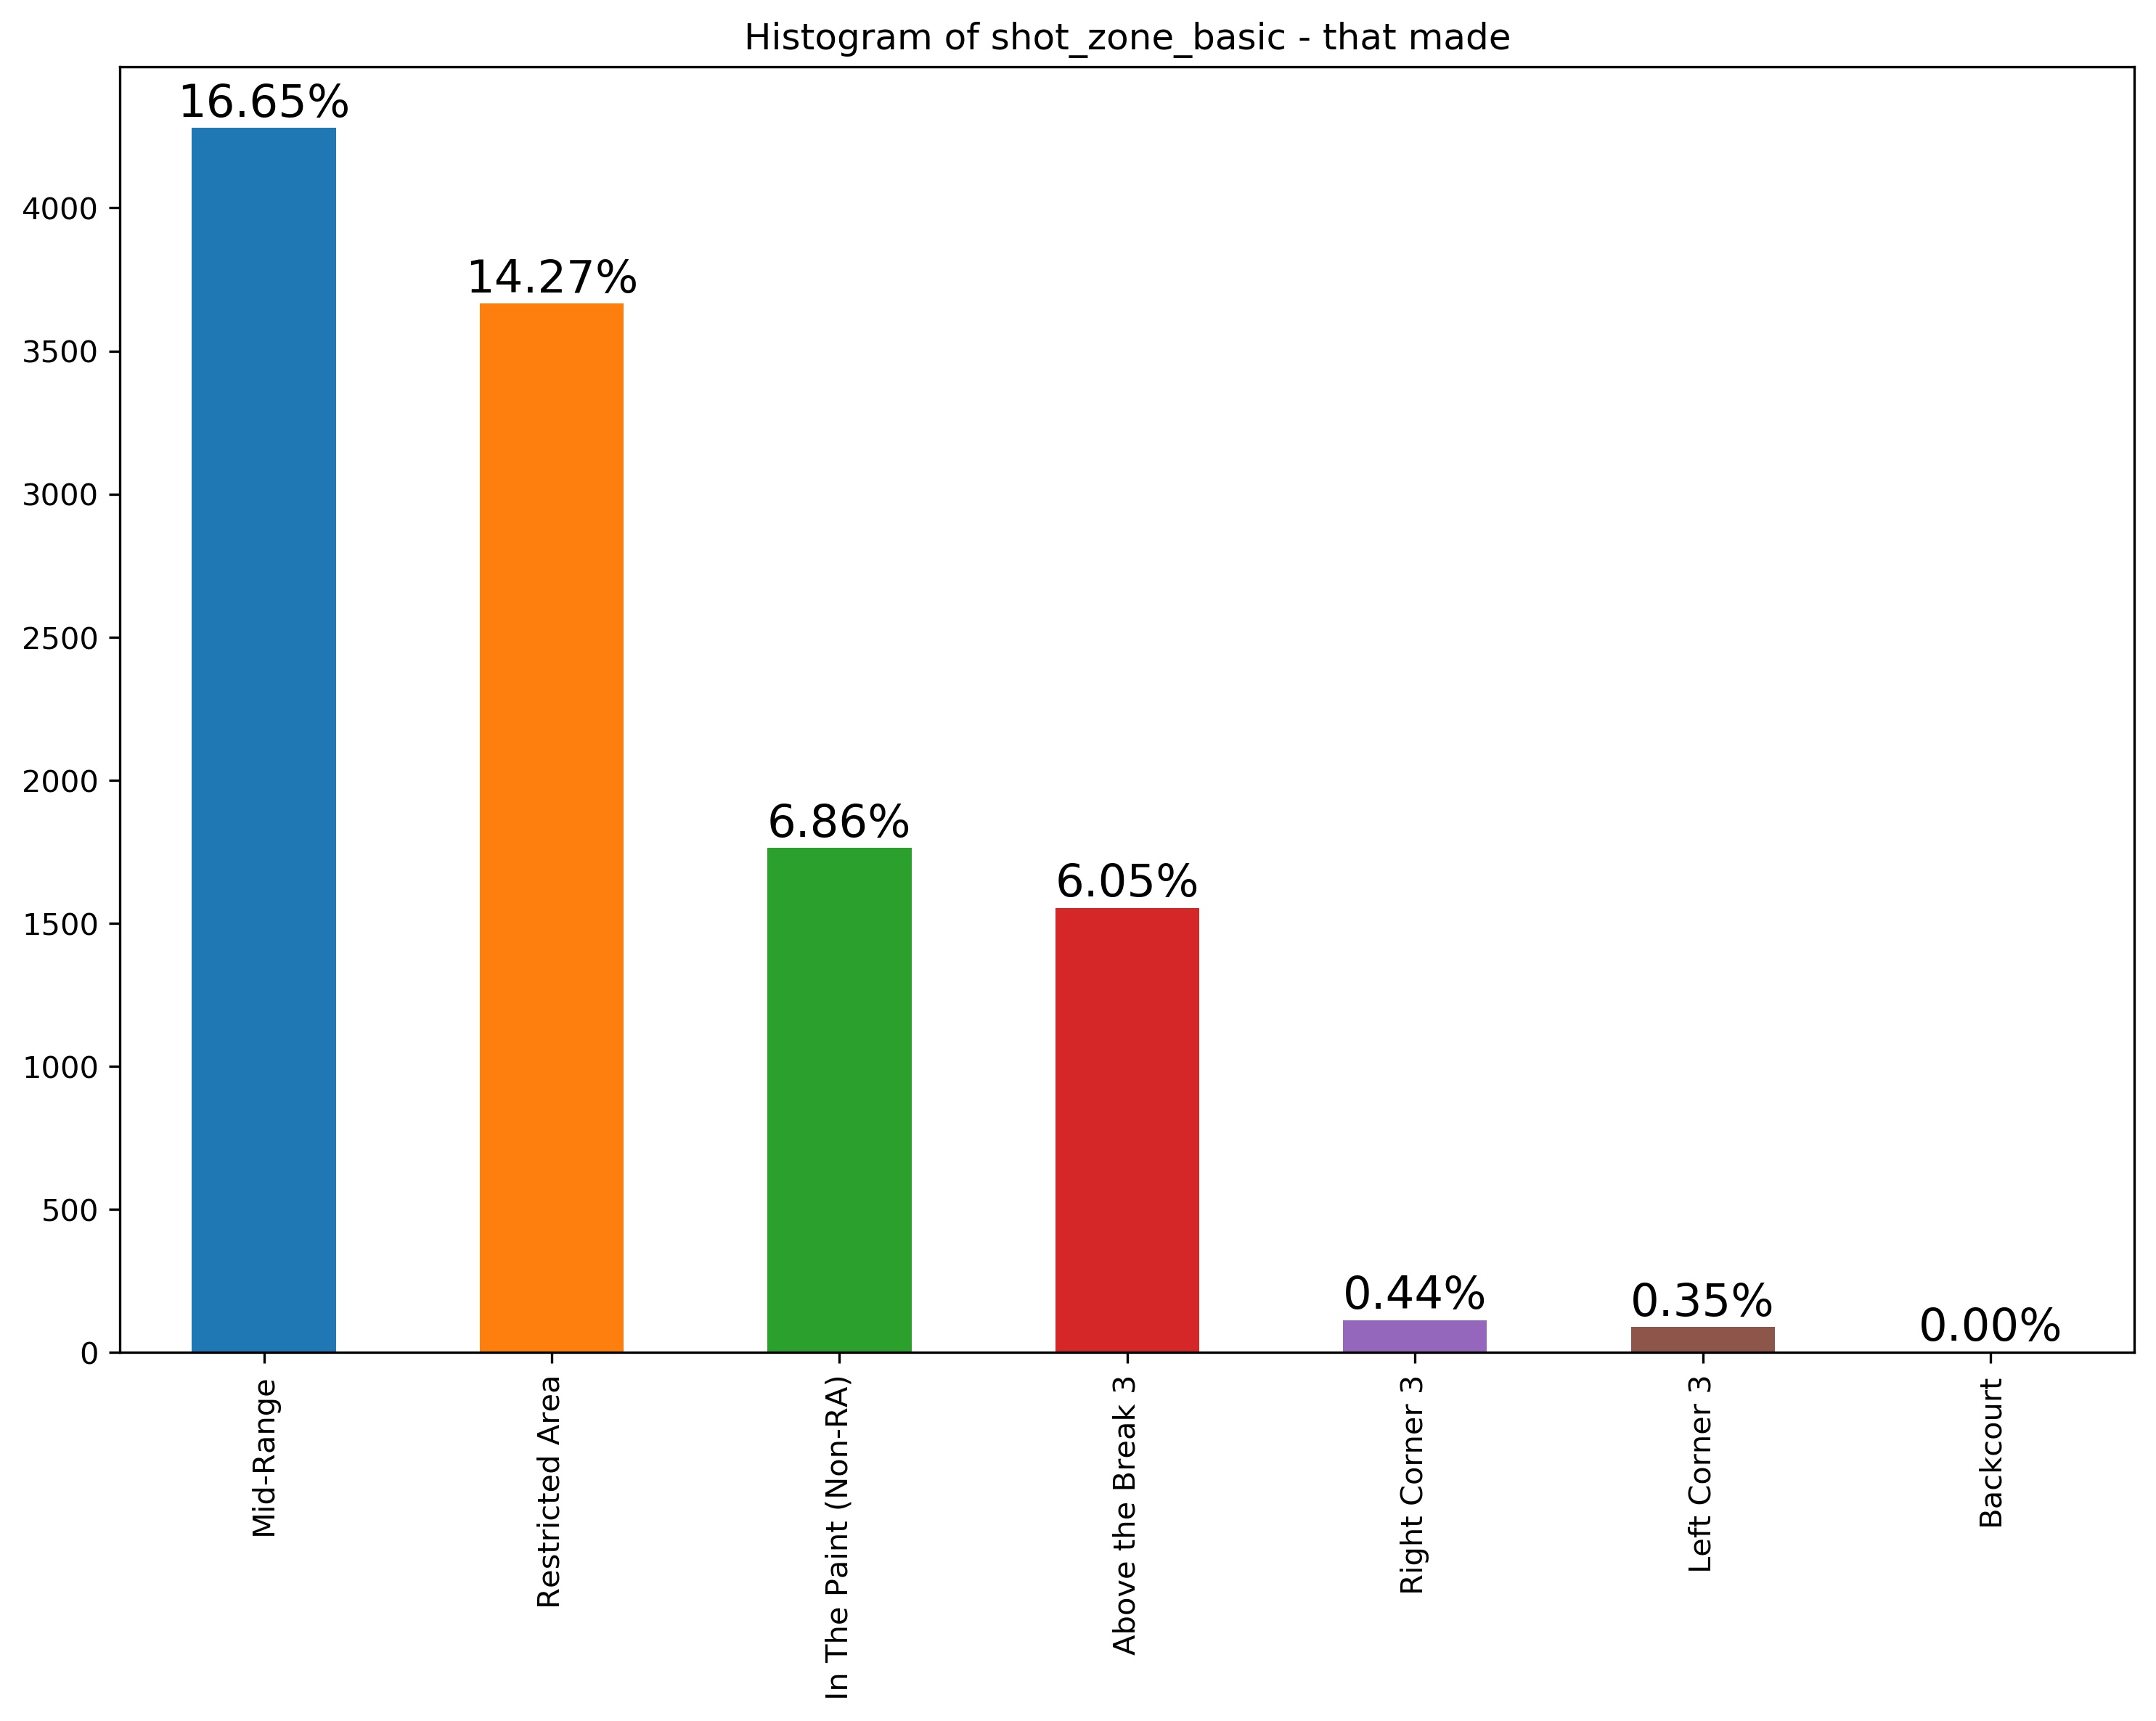 Histogram of shot_zone_basic - that made
16.65%
14.27%
6.86%
6.05%
0.44%
0.35%
0.00%
4000
3500
3000
2500
2000
1500
1000
500
0
Mid-Range
Restricted Area
In The Paint (Non-RA)
Above the Break 3
Right Corner 3
Left Corner 3
Backcourt